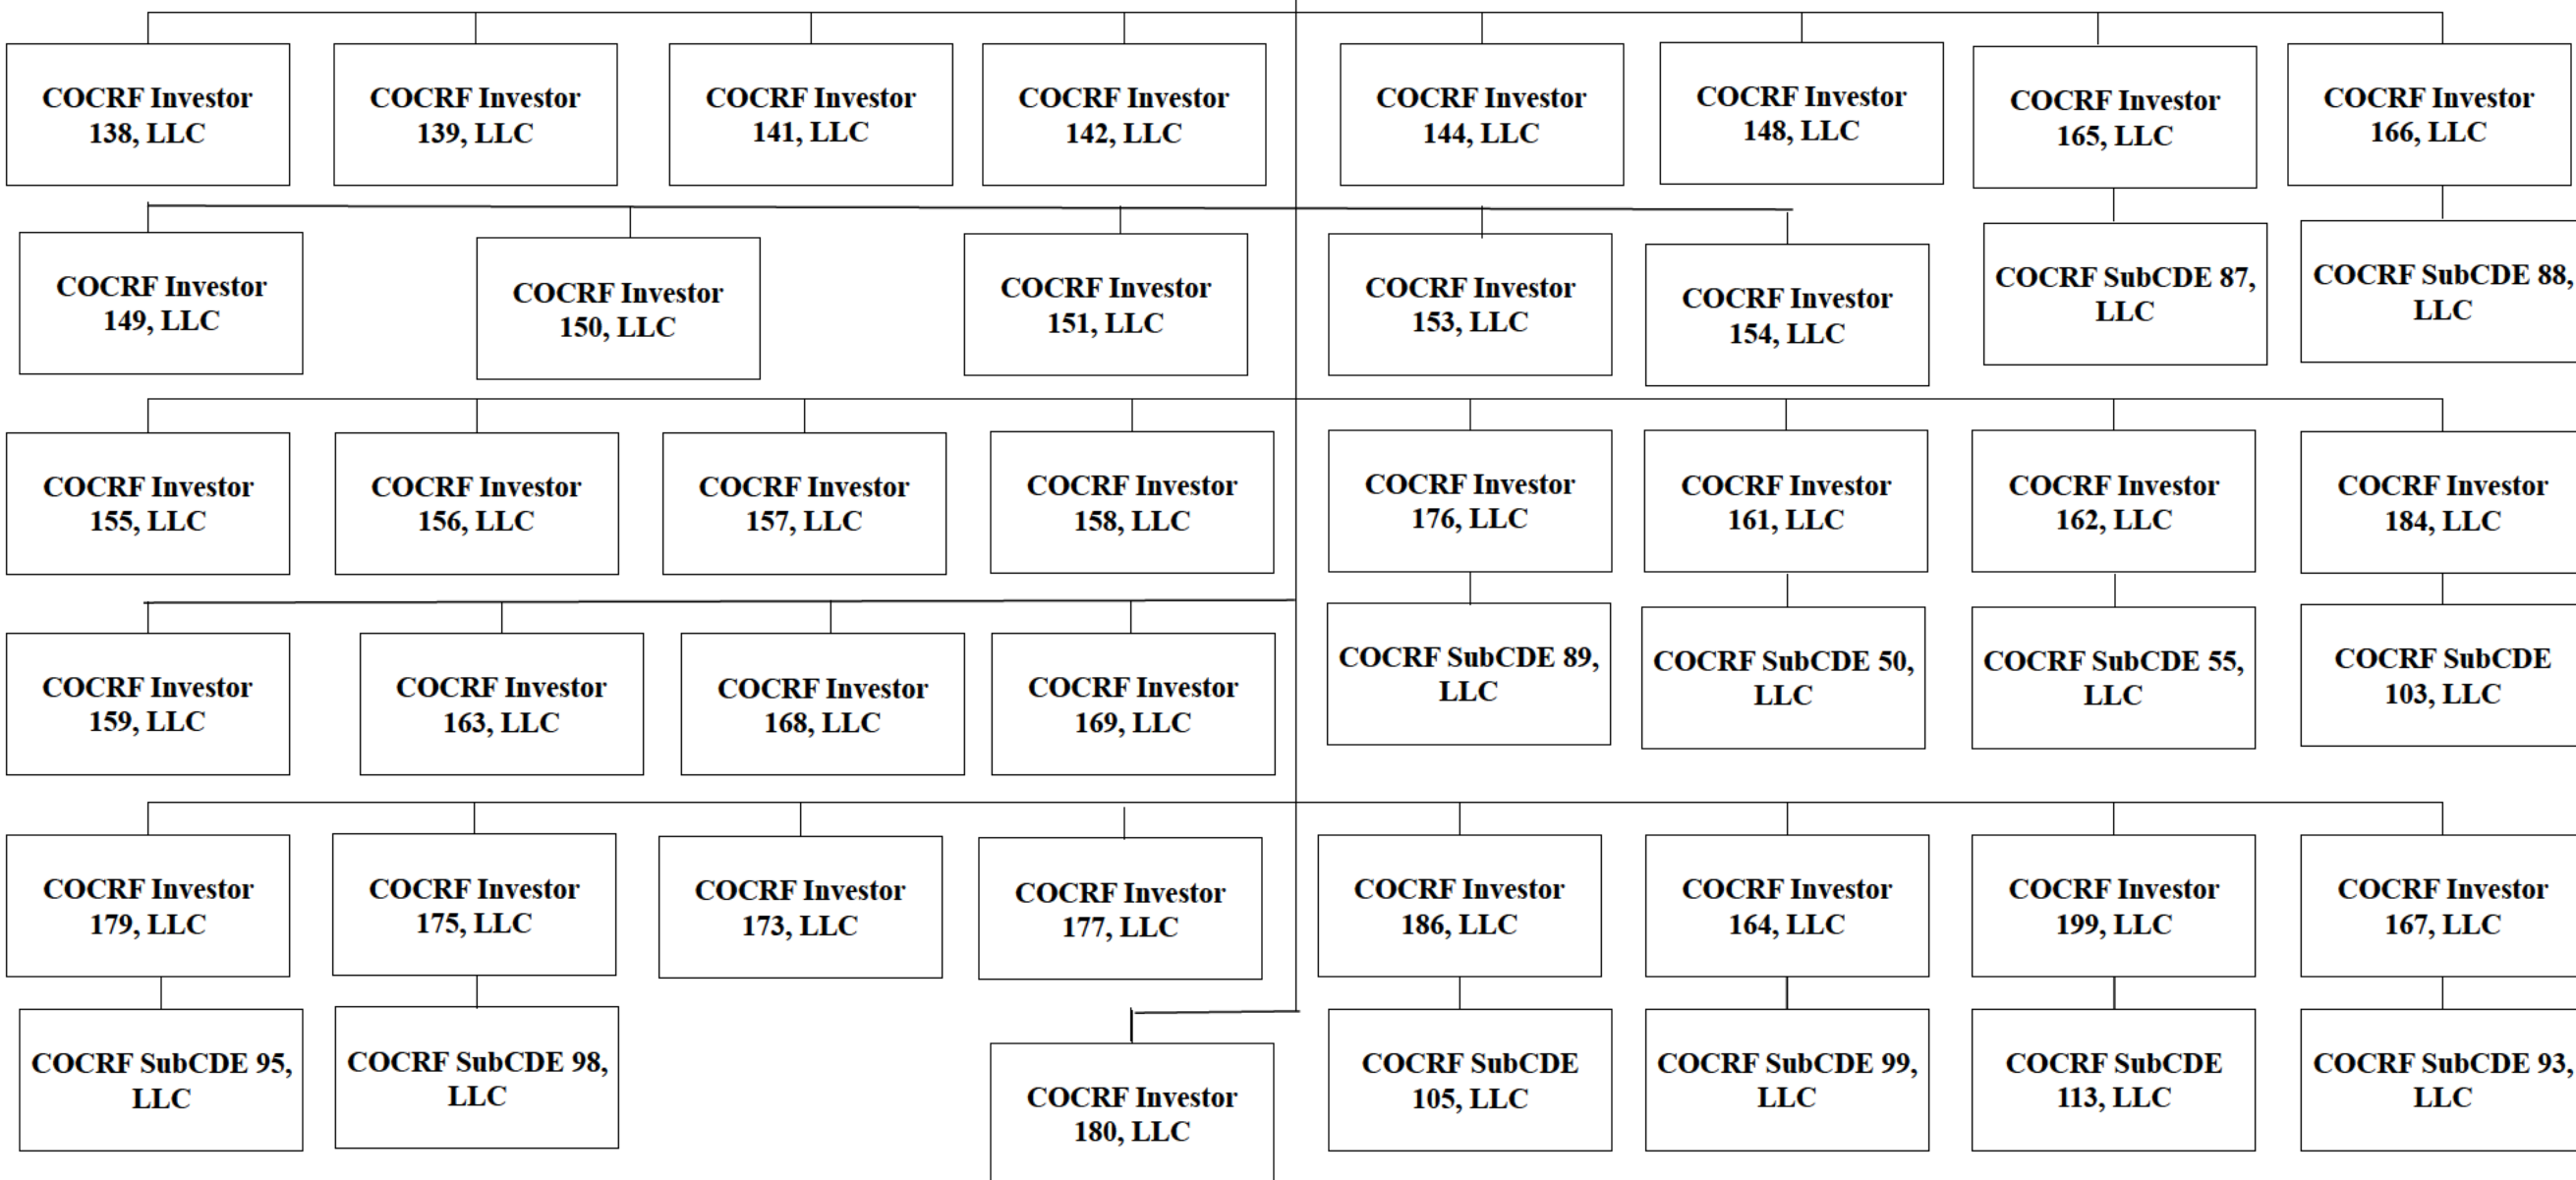 COCRF Investor
138, LLC
COCRF Investor
139, LLC
COCRF Investor
141, LLC
COCRF Investor
142, LLC
COCRF Investor
144, LLC
COCRF Investor
148, LLC
COCRF Investor
165, LLC
COCRF Investor
166, LLC
COCRF Investor
149, LLC
COCRF Investor
150, LLC
COCRF Investor
151, LLC
COCRF Investor
153, LLC
COCRF Investor
154, LLC
COCRF SubCDE 87,
LLC
COCRF SubCDE 88,
LLC
COCRF Investor
155, LLC
COCRF Investor
156, LLC
COCRF Investor
157, LLC
COCRF Investor
158, LLC
COCRF Investor
176, LLC
COCRF Investor
161, LLC
COCRF Investor
162, LLC
COCRF Investor
184, LLC
COCRF Investor
159, LLC
COCRF Investor
163, LLC
COCRF Investor
168, LLC
COCRF Investor
169, LLC
COCRF SubCDE 89,
LLC
COCRF SubCDE 50,
LLC
COCRF SubCDE 55,
LLC
COCRF SubCDE
103, LLC
COCRF Investor
179, LLC
COCRF Investor
175, LLC
COCRF Investor
173, LLC
COCRF Investor
177, LLC
COCRF Investor
186, LLC
COCRF Investor
164, LLC
COCRF Investor
199, LLC
COCRF Investor
167, LLC
COCRF SubCDE 95,
LLC
COCRF SubCDE 98,
LLC
COCRF Investor
180, LLC
COCRF SubCDE
105, LLC
COCRF SubCDE 99,
LLC
COCRF SubCDE
113, LLC
COCRF SubCDE 93,
LLC